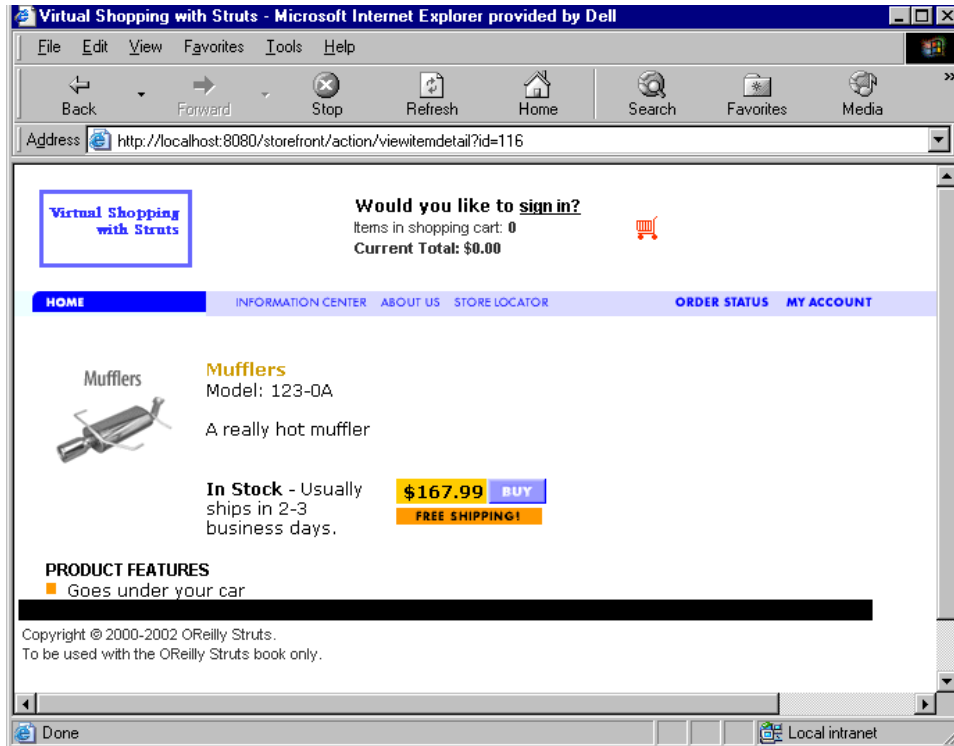 Virtual Shopping with Struts - Microsoft Internet Explorer provided by Dell
File Edit View Favorites Tools Help
Back Forward Stop Refresh Home Search Favorites Media »
Address http://localhost:8080/storefront/action/viewitemdetail?id=116
Virtual Shopping
with Struts
Would you like to sign in?
Items in shopping cart: 0
Current Total: $0.00
HOME INFORMATION CENTER ABOUT US STORE LOCATOR ORDER STATUS MY ACCOUNT
Mufflers
Mufflers
Model: 123-0A
A really hot muffler
In Stock - Usually
ships in 2-3
business days.
$167.99 BUY
FREE SHIPPING!
PRODUCT FEATURES
Goes under your car
Copyright © 2000-2002 OReilly Struts.
To be used with the OReilly Struts book only.
Done Local intranet